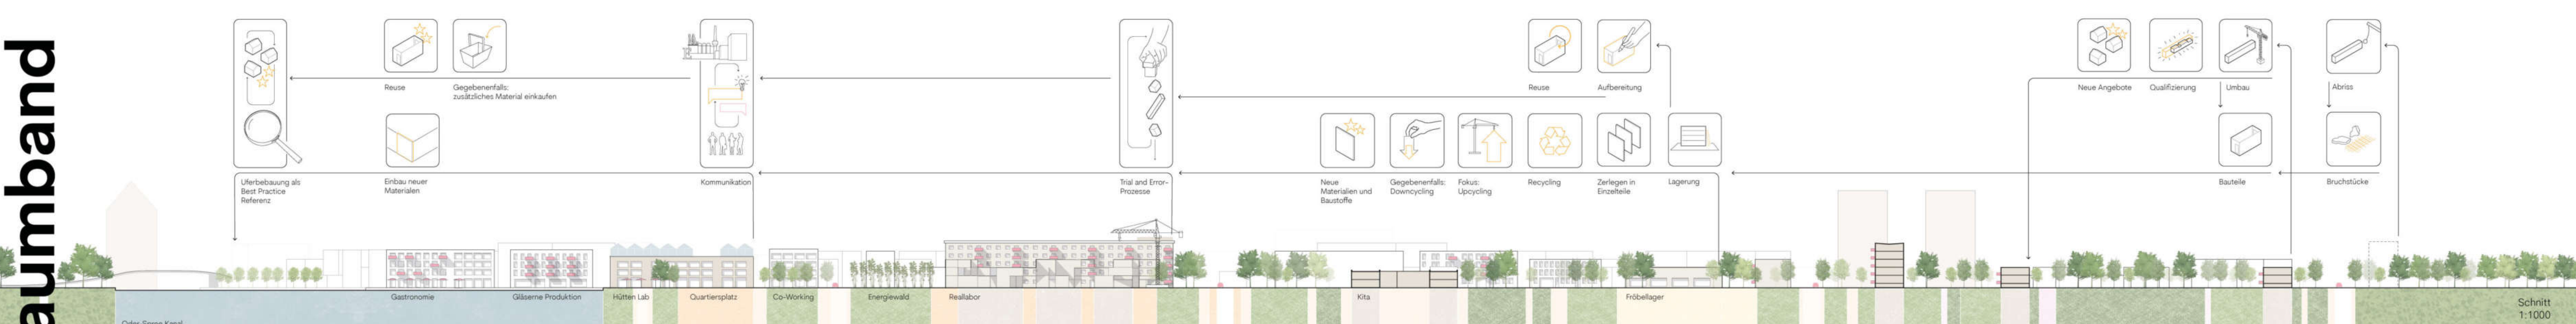 aumband
Reuse
Gegebenenfalls:
zusätzliches Material einkaufen
Reuse
Aufbereitung
Neue Angebote
Qualifizierung
Umbau
Abriss
Uferbebauung als
Best Practice
Referenz
Einbau neuer
Materialen
Kommunikation
Trial and Error-
Prozesse
Neue
Materialien und
Baustoffe
Gegebenenfalls:
Downcycling
Fokus:
Upcycling
Recycling
Zerlegen in
Einzelteile
Lagerung
Bauteile
Bruchstücke
Gastronomie
Gläserne Produktion
Hütten Lab
Quartiersplatz
Co-Working
Energiewald
Reallabor
Kita
Fröbellager
Schnitt
1:1000